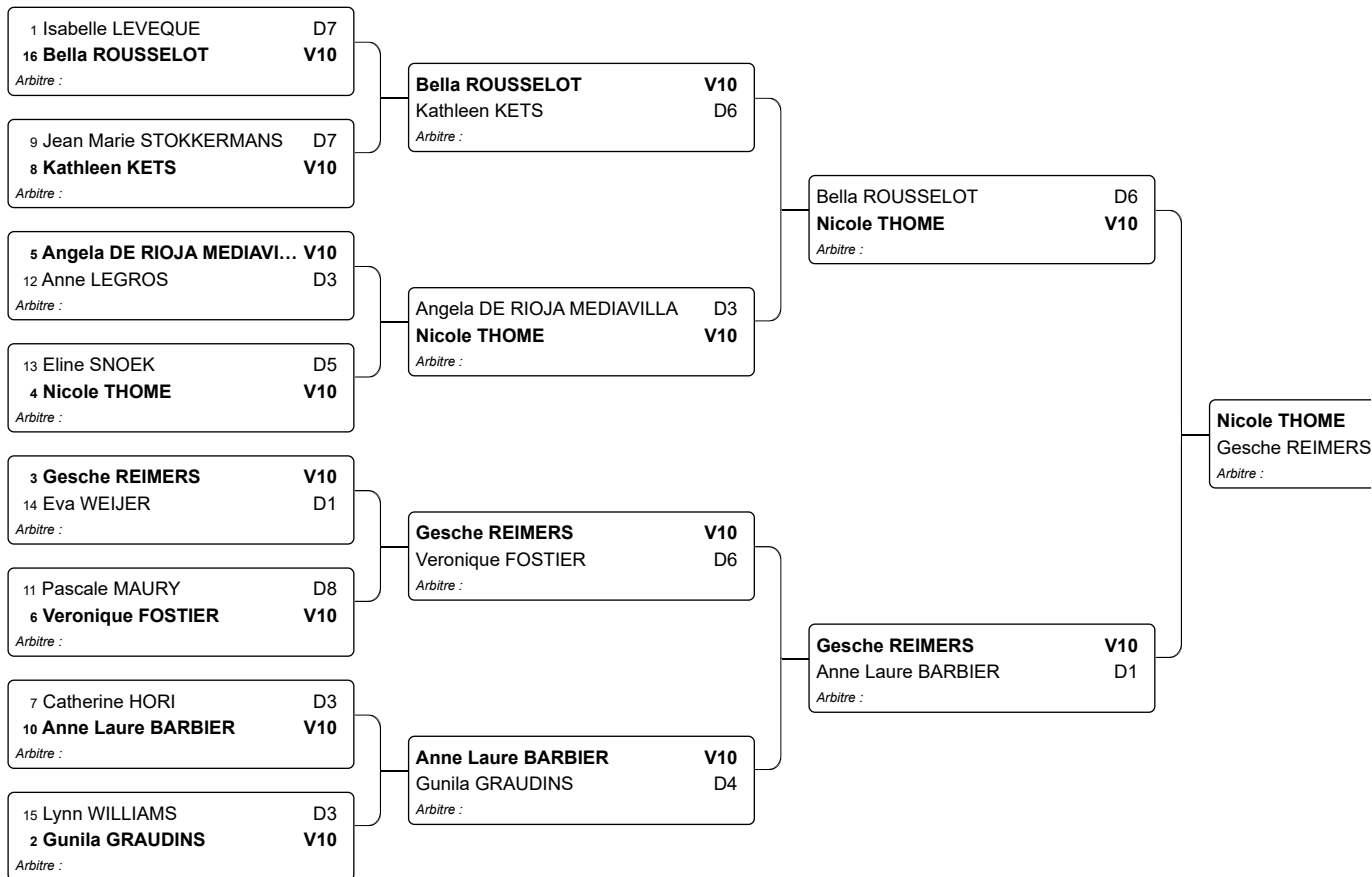 1 Isabelle LEVEQUE D7
16 Bella ROUSSELOT V10
Arbitre :
9 Jean Marie STOKKERMANS D7
8 Kathleen KETS V10
Arbitre :
5 Angela DE RIOJA MEDIAVI... V10
12 Anne LEGROS D3
Arbitre :
13 Eline SNOEK D5
4 Nicole THOME V10
Arbitre :
3 Gesche REIMERS V10
14 Eva WEIJER D1
Arbitre :
11 Pascale MAURY D8
6 Veronique FOSTIER V10
Arbitre :
7 Catherine HORI D3
10 Anne Laure BARBIER V10
Arbitre :
15 Lynn WILLIAMS D3
2 Gunila GRAUDINS V10
Arbitre :
Bella ROUSSELOT V10
Kathleen KETS D6
Arbitre :
Angela DE RIOJA MEDIAVILLA D3
Nicole THOME V10
Arbitre :
Gesche REIMERS V10
Veronique FOSTIER D6
Arbitre :
Anne Laure BARBIER V10
Gunila GRAUDINS D4
Arbitre :
Bella ROUSSELOT D6
Nicole THOME V10
Arbitre :
Gesche REIMERS V10
Anne Laure BARBIER D1
Arbitre :
Nicole THOME
Gesche REIMERS
Arbitre :